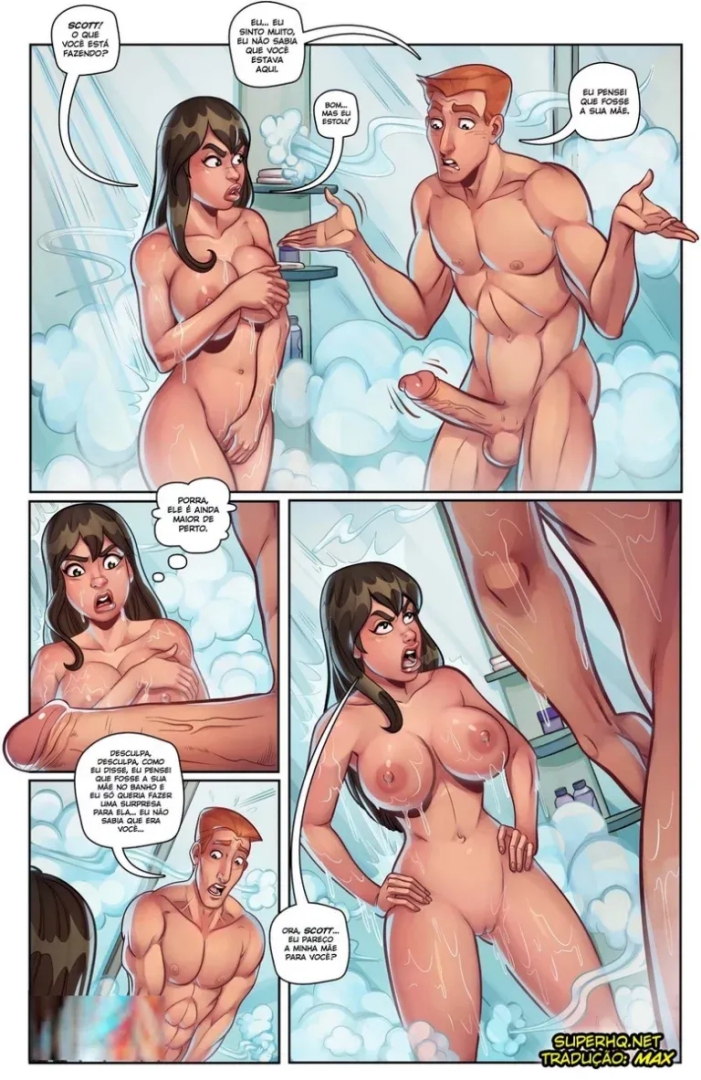 SCOTT!
O QUE
VOCÊ ESTÁ
FAZENDO?
EU... EU
SINTO MUITO,
EU NÃO SABIA
QUE VOCÊ
ESTAVA
AQUI.
BOM...
MAS EU
ESTOU!
EU PENSEI
QUE FOSSE
A SUA MÃE.
PORRA,
ELE É AINDA
MAIOR DE
PERTO.
DESCULPA,
DESCULPA, COMO
EU DISSE, EU PENSEI
QUE FOSSE A SUA
MÃE NO BANHO E
EU SÓ QUERIA FAZER
UMA SURPRESA
PARA ELA... EU NÃO
SABIA QUE ERA
VOCÊ...
ORA, SCOTT...
EU PAREÇO
A MINHA MÃE
PARA VOCÊ?
SUPERHQ.NET
TRADUÇÃO: MAX